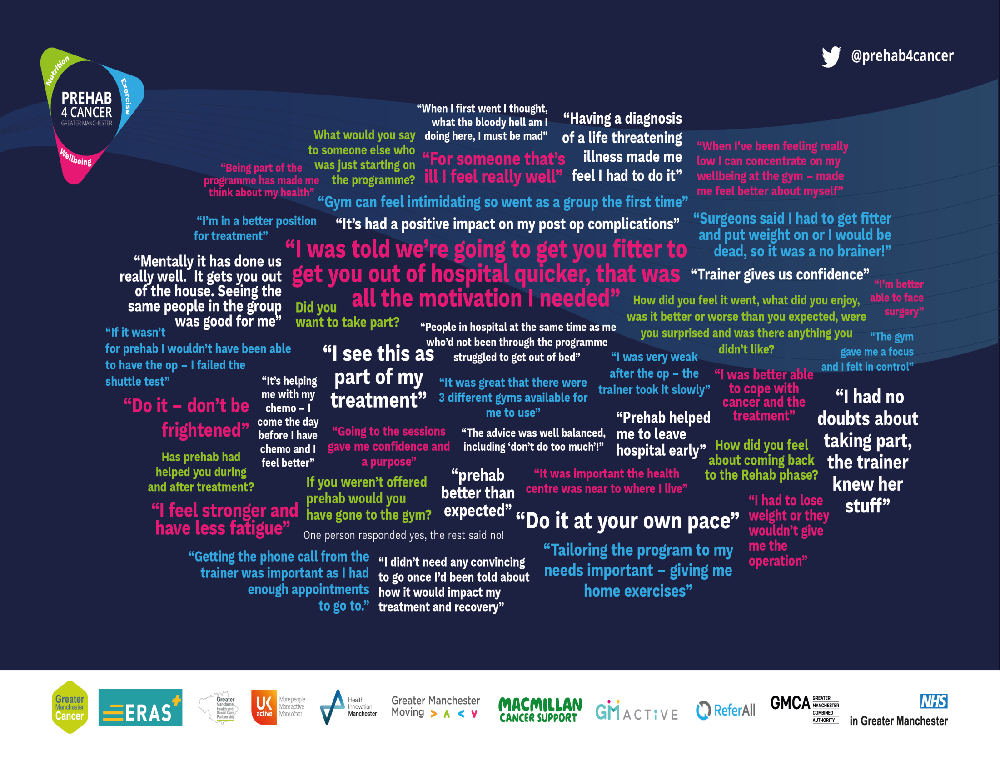 Nutrition
Exercise
PREHAB
4 CANCER
GREATER MANCHESTER
Wellbeing
@prehab4cancer
“When I first went I thought,
what the bloody hell am I
doing here, I must be mad”
“Having a diagnosis
of a life threatening
illness made me
feel I had to do it”
What would you say
to someone else who
was just starting on
the programme?
“For someone that’s
ill I feel really well”
“When I’ve been feeling really
low I can concentrate on my
wellbeing at the gym – made
me feel better about myself”
“Being part of the
programme has made me
think about my health”
“Gym can feel intimidating so went as a group the first time”
“I’m in a better position
for treatment”
“It’s had a positive impact on my post op complications”
“Surgeons said I had to get fitter
and put weight on or I would be
dead, so it was a no brainer!”
“I was told we’re going to get you fitter to
get you out of hospital quicker, that was
all the motivation I needed”
“Mentally it has done us
really well. It gets you out
of the house. Seeing the
same people in the group
was good for me”
“Trainer gives us confidence”
“I’m better
able to face
surgery”
Did you
want to take part?
How did you feel it went, what did you enjoy,
was it better or worse than you expected, were
you surprised and was there anything you
didn’t like?
“If it wasn’t
for prehab I wouldn’t have been able
to have the op – I failed the
shuttle test”
“People in hospital at the same time as me
who’d not been through the programme
struggled to get out of bed”
“The gym
gave me a focus
and I felt in control”
“I see this as
part of my
treatment”
“I was very weak
after the op – the
trainer took it slowly”
“It’s helping
me with my
chemo – I
come the day
before I have
chemo and I
feel better”
“It was great that there were
3 different gyms available for
me to use”
“I was better able
to cope with
cancer and the
treatment”
“I had no
doubts about
taking part,
the trainer
knew her
stuff”
“Do it – don’t be
frightened”
“Prehab helped
me to leave
hospital early”
“Going to the sessions
gave me confidence and
a purpose”
“The advice was well balanced,
including ‘don’t do too much’!”
How did you feel
about coming back
to the Rehab phase?
Has prehab had
helped you during
and after treatment?
If you weren’t offered
prehab would you
have gone to the gym?
One person responded yes, the rest said no!
“prehab
better than
expected”
“It was important the health
centre was near to where I live”
“I feel stronger and
have less fatigue”
“Do it at your own pace”
“I had to lose
weight or they
wouldn’t give
me the
operation”
“Getting the phone call from the
trainer was important as I had
enough appointments
to go to.”
“I didn’t need any convincing
to go once I’d been told about
how it would impact my
treatment and recovery”
“Tailoring the program to my
needs important – giving me
home exercises”
Greater
Manchester
Cancer
ERAS+
Greater
Manchester
Health and
Social Care
Partnership
UK
active
More people
More active
More often
Health
Innovation
Manchester
Greater Manchester
Moving
MACMILLAN
CANCER SUPPORT
GM ACTiVE
ReferAll
GMCA
GREATER
MANCHESTER
COMBINED
AUTHORITY
NHS
in Greater Manchester